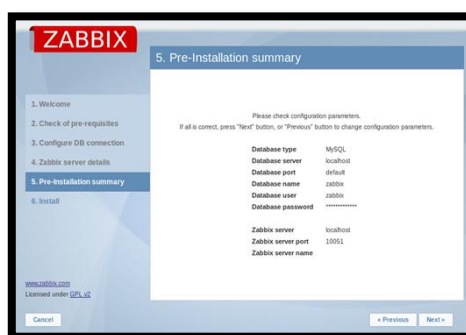 ZABBIX
5. Pre-Installation summary
1. Welcome
2. Check of pre-requisites
3. Configure DB connection
4. Zabbix server details
5. Pre-Installation summary
6. Install
Please check configuration parameters.
If all is correct, press "Next" button, or "Previous" button to change configuration parameters.
Database type MySQL
Database server localhost
Database port default
Database name zabbix
Database user zabbix
Database password *************
Zabbix server localhost
Zabbix server port 10051
Zabbix server name
www.zabbix.com
Licensed under GPL v2
Cancel
« Previous
Next »